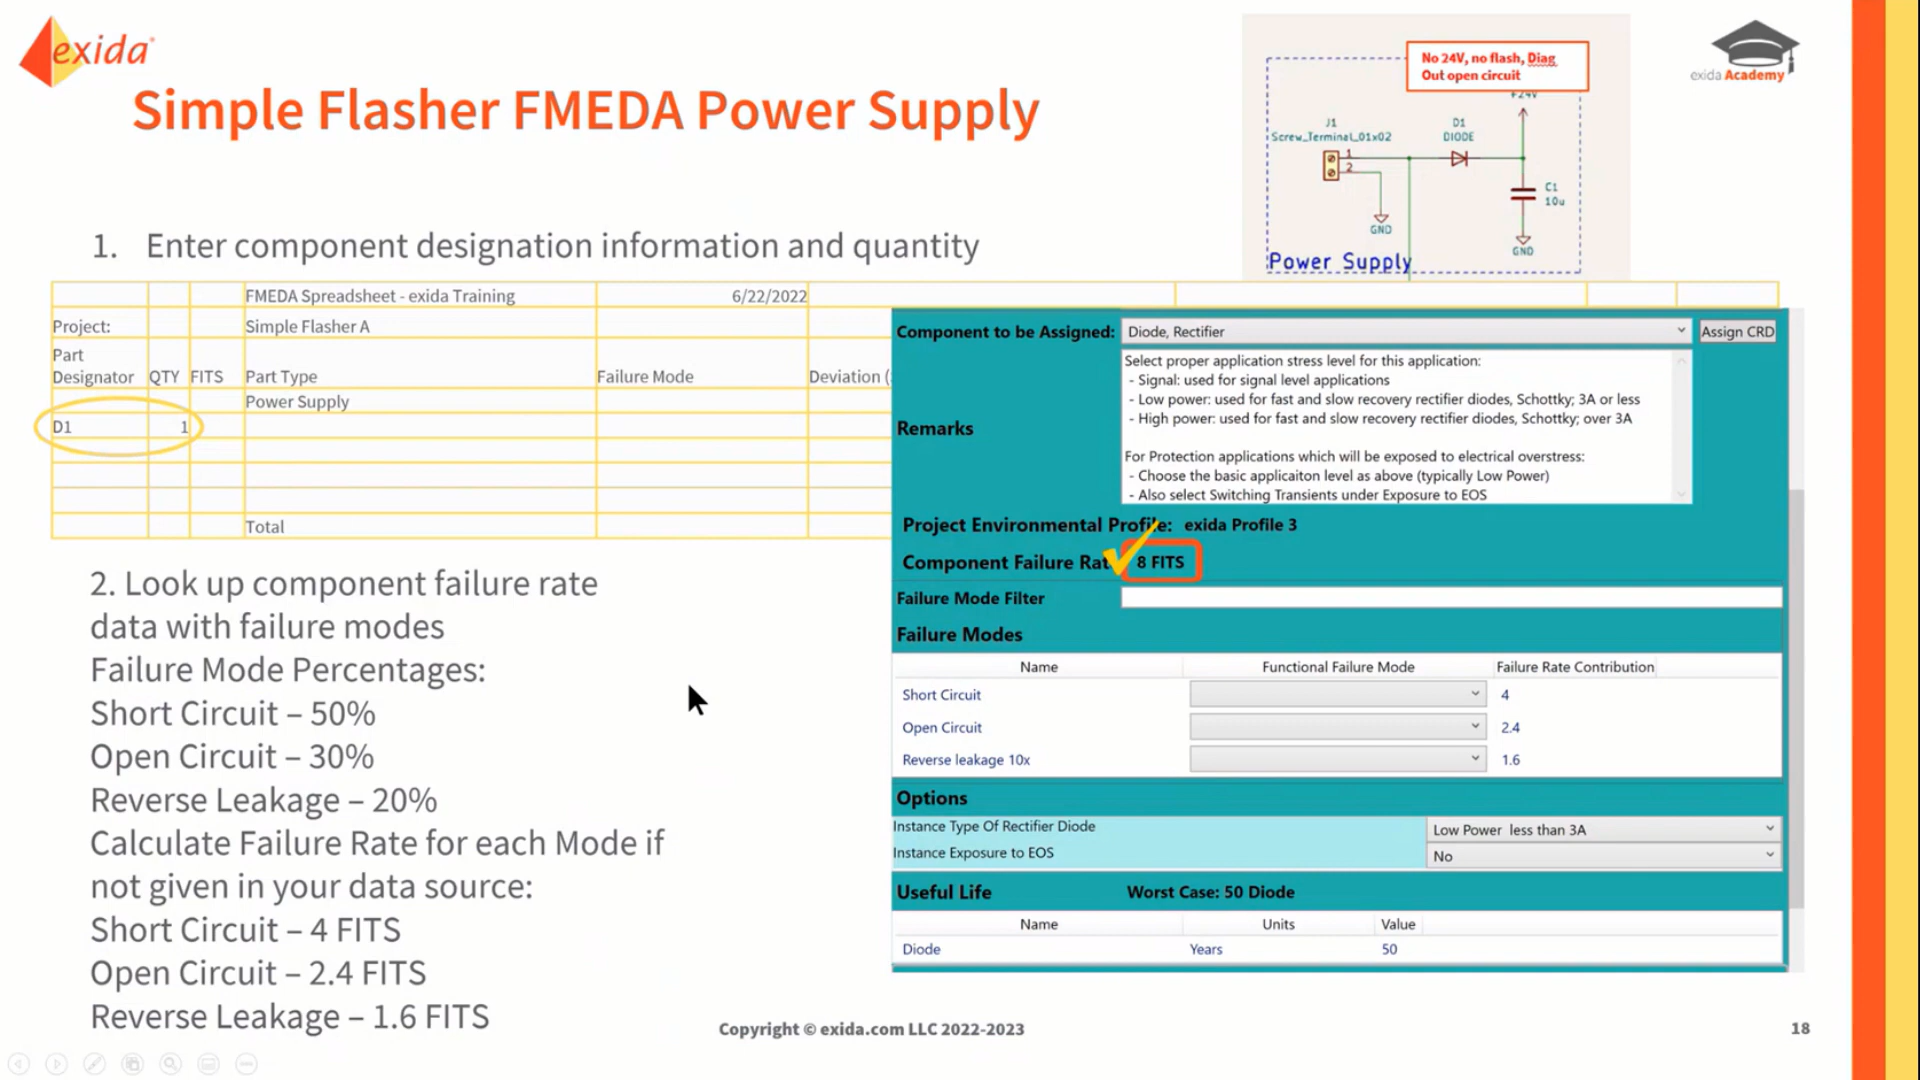 exida
exida Academy
Simple Flasher FMEDA Power Supply
No 24V, no flash, Diag
Out open circuit
+24V
J1
Screw_Terminal_01x02
1
2
D1
DIODE
C1
10u
GND
GND
Power Supply
1. Enter component designation information and quantity
FMEDA Spreadsheet - exida Training 6/22/2022
Project: Simple Flasher A
Part
Designator QTY FITS Part Type Failure Mode Deviation (
Power Supply
D1 1
Total
2. Look up component failure rate
data with failure modes
Failure Mode Percentages:
Short Circuit – 50%
Open Circuit – 30%
Reverse Leakage – 20%
Calculate Failure Rate for each Mode if
not given in your data source:
Short Circuit – 4 FITS
Open Circuit – 2.4 FITS
Reverse Leakage – 1.6 FITS
Component to be Assigned: Diode, Rectifier Assign CRD
Remarks
Select proper application stress level for this application:
- Signal: used for signal level applications
- Low power: used for fast and slow recovery rectifier diodes, Schottky; 3A or less
- High power: used for fast and slow recovery rectifier diodes, Schottky; over 3A
For Protection applications which will be exposed to electrical overstress:
- Choose the basic applicaiton level as above (typically Low Power)
- Also select Switching Transients under Exposure to EOS
Project Environmental Profile: exida Profile 3
Component Failure Rat 8 FITS
Failure Mode Filter
Failure Modes
Name Functional Failure Mode Failure Rate Contribution
Short Circuit 4
Open Circuit 2.4
Reverse leakage 10x 1.6
Options
Instance Type Of Rectifier Diode Low Power less than 3A
Instance Exposure to EOS No
Useful Life Worst Case: 50 Diode
Name Units Value
Diode Years 50
Copyright © exida.com LLC 2022-2023
18